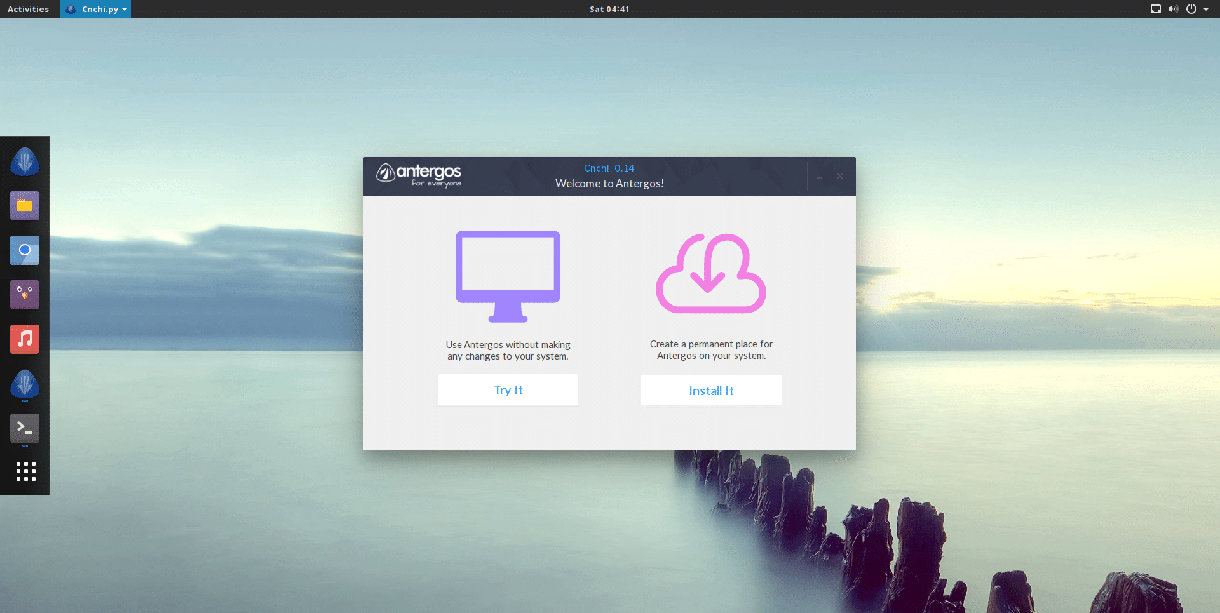 Activities
Cnchi.py
Sat 04:41
antergos
for everyone
Cnchi 0.14
Welcome to Antergos!
Use Antergos without making
any changes to your system.
Try It
Create a permanent place for
Antergos on your system.
Install It